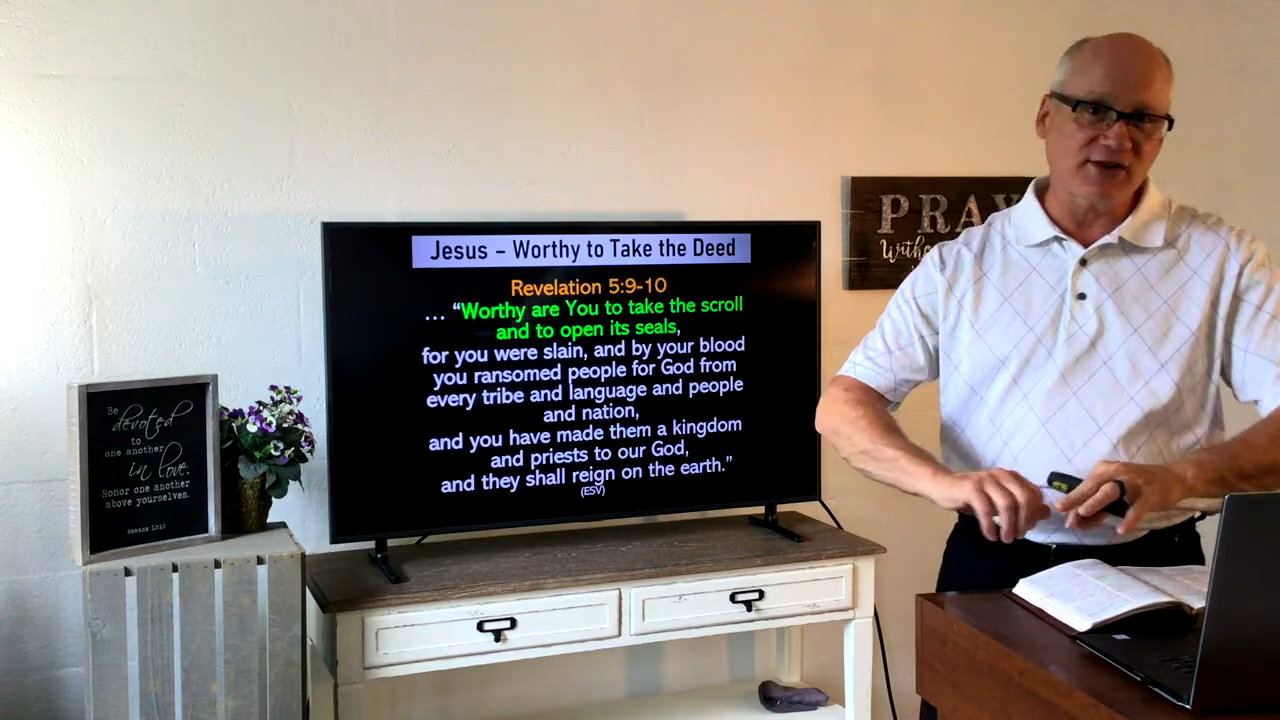 Jesus – Worthy to Take the Deed
Revelation 5:9-10
… “Worthy are You to take the scroll
and to open its seals,
for you were slain, and by your blood
you ransomed people for God from
every tribe and language and people
and nation,
and you have made them a kingdom
and priests to our God,
and they shall reign on the earth.”
(ESV)
Be
devoted
to
one another
in love.
Honor one another
above yourselves.
Romans 12:10
PRAY